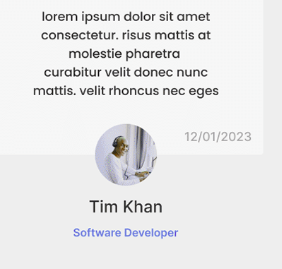 lorem ipsum dolor sit amet
consectetur. risus mattis at
molestie pharetra
curabitur velit donec nunc
mattis. velit rhoncus nec eges
12/01/2023
Tim Khan
Software Developer